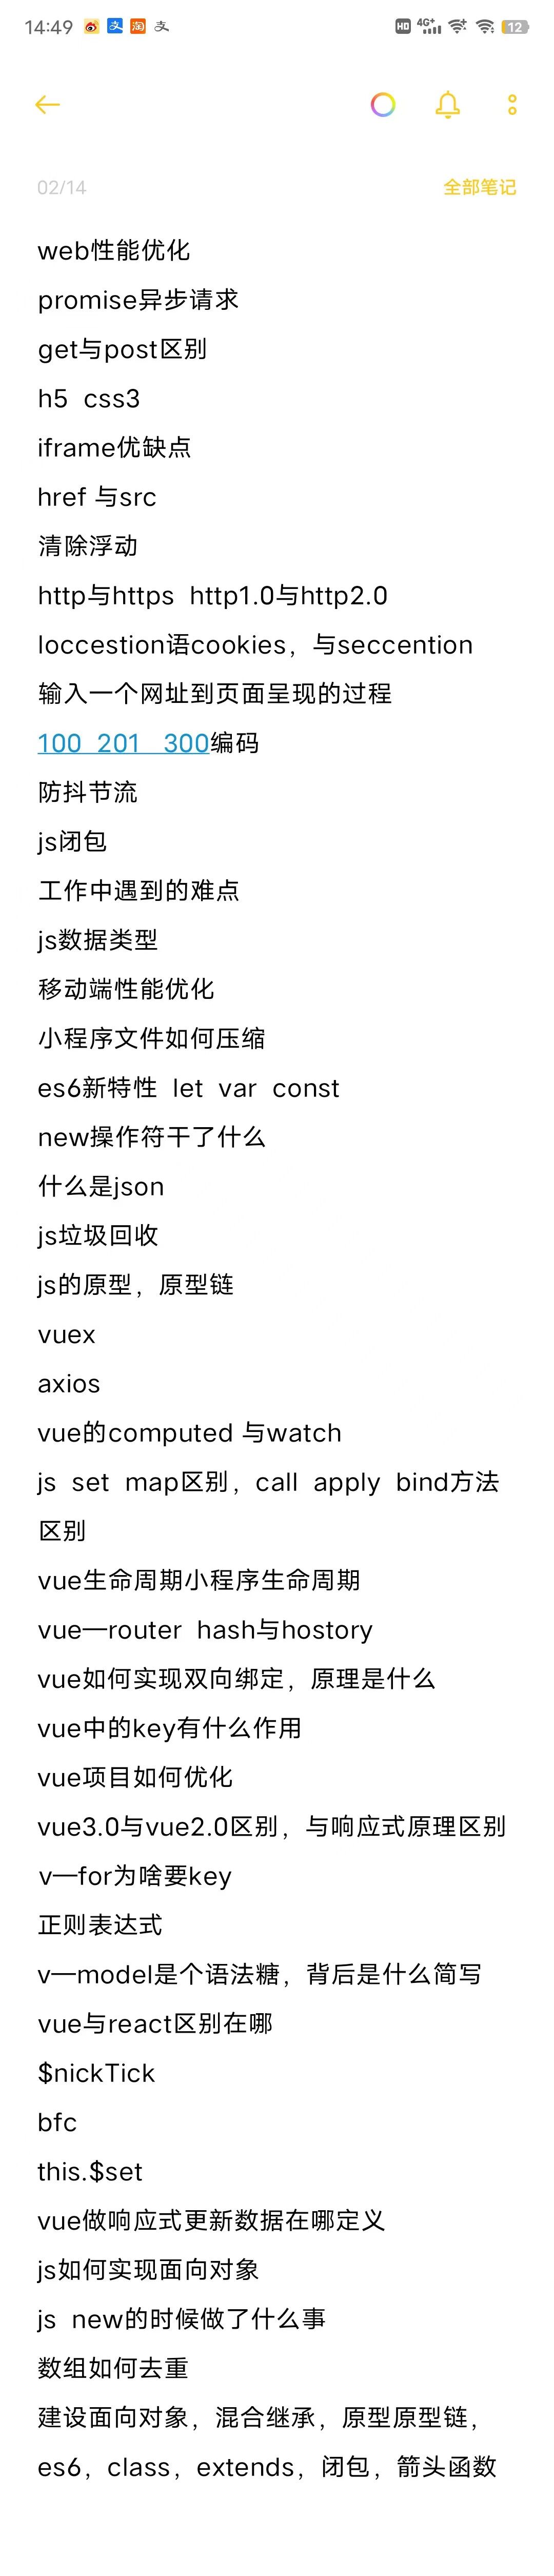 14:49 支 淘 支 HD 4G+ 12
02/14 全部笔记
web性能优化
promise异步请求
get与post区别
h5 css3
iframe优缺点
href 与src
清除浮动
http与https http1.0与http2.0
loccestion语cookies，与seccention
输入一个网址到页面呈现的过程
100 201 300编码
防抖节流
js闭包
工作中遇到的难点
js数据类型
移动端性能优化
小程序文件如何压缩
es6新特性 let var const
new操作符干了什么
什么是json
js垃圾回收
js的原型，原型链
vuex
axios
vue的computed 与watch
js set map区别，call apply bind方法
区别
vue生命周期小程序生命周期
vue—router hash与hostory
vue如何实现双向绑定，原理是什么
vue中的key有什么作用
vue项目如何优化
vue3.0与vue2.0区别，与响应式原理区别
v—for为啥要key
正则表达式
v—model是个语法糖，背后是什么简写
vue与react区别在哪
$nickTick
bfc
this.$set
vue做响应式更新数据在哪定义
js如何实现面向对象
js new的时候做了什么事
数组如何去重
建设面向对象，混合继承，原型原型链，
es6，class，extends，闭包，箭头函数